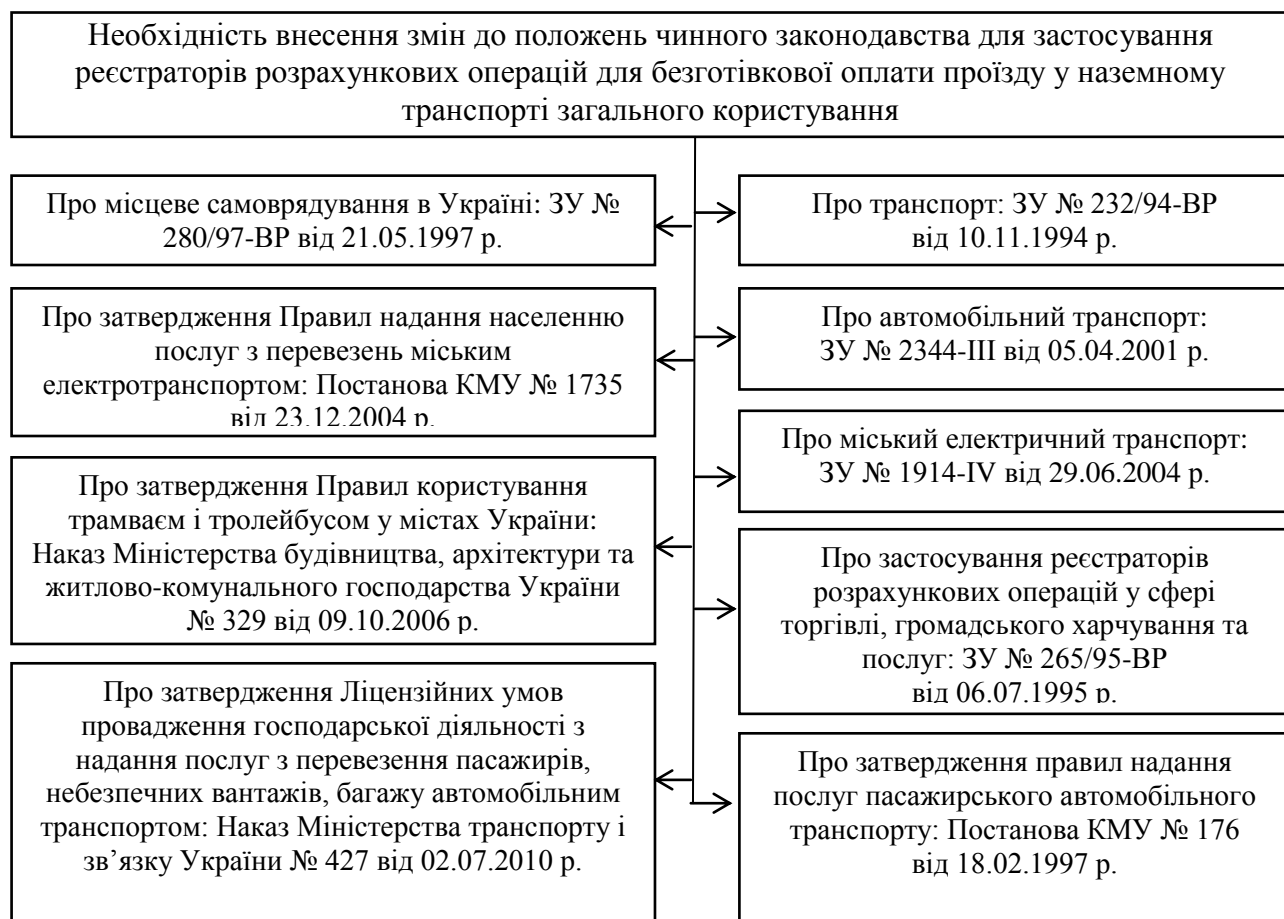 Необхідність внесення змін до положень чинного законодавства для застосування
реєстраторів розрахункових операцій для безготівкової оплати проїзду у наземному
транспорті загального користування
Про місцеве самоврядування в Україні: ЗУ №
280/97-ВР від 21.05.1997 р.
Про затвердження Правил надання населенню
послуг з перевезень міським
електротранспортом: Постанова КМУ № 1735
від 23.12.2004 р.
Про затвердження Правил користування
трамваєм і тролейбусом у містах України:
Наказ Міністерства будівництва, архітектури та
житлово-комунального господарства України
№ 329 від 09.10.2006 р.
Про затвердження Ліцензійних умов
провадження господарської діяльності з
надання послуг з перевезення пасажирів,
небезпечних вантажів, багажу автомобільним
транспортом: Наказ Міністерства транспорту і
зв’язку України № 427 від 02.07.2010 р.
Про транспорт: ЗУ № 232/94-ВР
від 10.11.1994 р.
Про автомобільний транспорт:
ЗУ № 2344-III від 05.04.2001 р.
Про міський електричний транспорт:
ЗУ № 1914-IV від 29.06.2004 р.
Про застосування реєстраторів
розрахункових операцій у сфері
торгівлі, громадського харчування та
послуг: ЗУ № 265/95-ВР
від 06.07.1995 р.
Про затвердження правил надання
послуг пасажирського автомобільного
транспорту: Постанова КМУ № 176
від 18.02.1997 р.